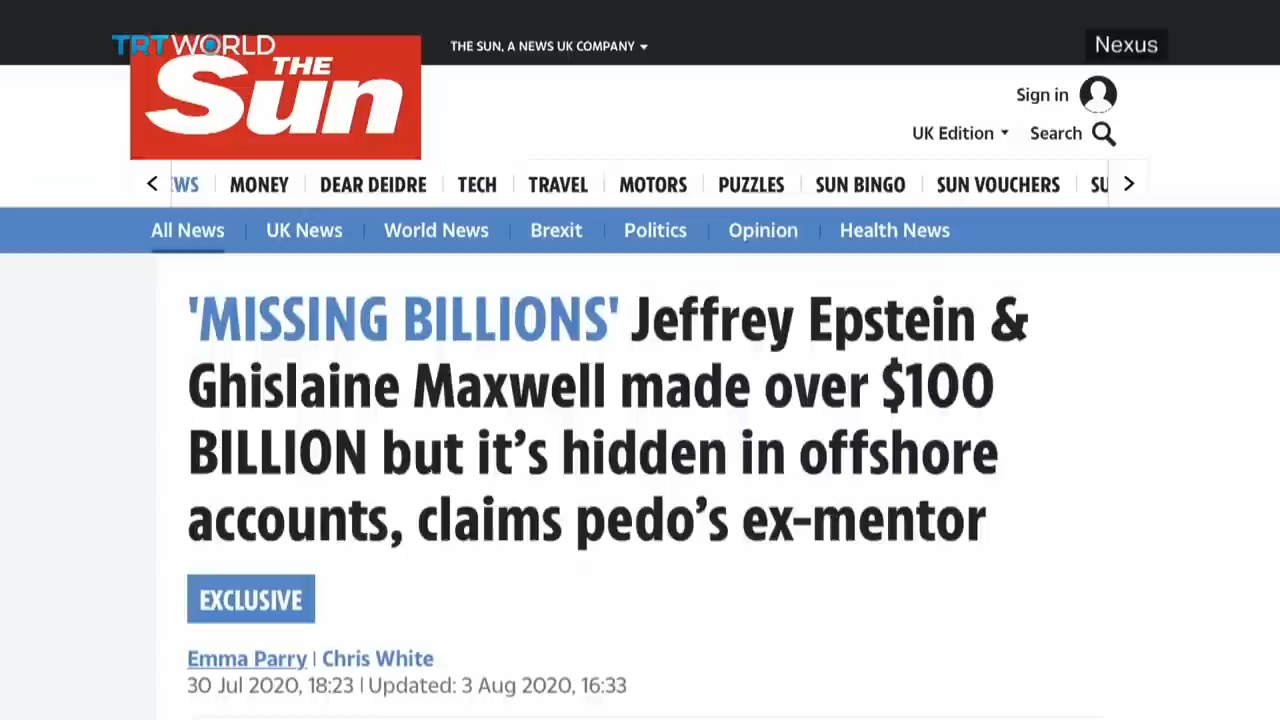 TRT WORLD
THE SUN, A NEWS UK COMPANY
Nexus
THE
Sun
Sign in
UK Edition
Search
EWS
MONEY
DEAR DEIDRE
TECH
TRAVEL
MOTORS
PUZZLES
SUN BINGO
SUN VOUCHERS
SU
All News
UK News
World News
Brexit
Politics
Opinion
Health News
'MISSING BILLIONS' Jeffrey Epstein &
Ghislaine Maxwell made over $100
BILLION but it’s hidden in offshore
accounts, claims pedo’s ex-mentor
EXCLUSIVE
Emma Parry | Chris White
30 Jul 2020, 18:23 | Updated: 3 Aug 2020, 16:33